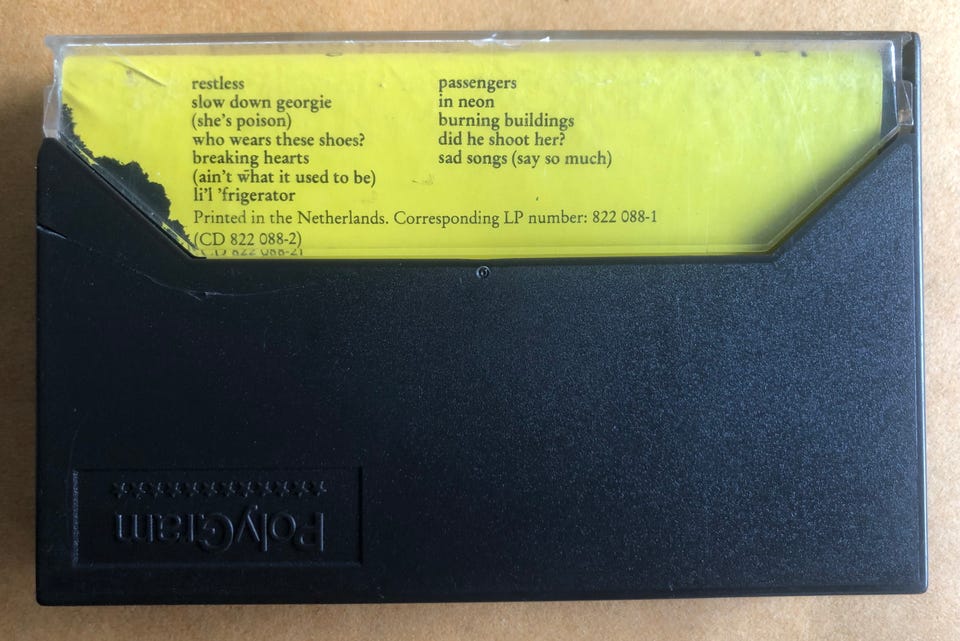 restless
slow down georgie
(she's poison)
who wears these shoes?
breaking hearts
(ain't what it used to be)
li'l 'frigerator
passengers
in neon
burning buildings
did he shoot her?
sad songs (say so much)
Printed in the Netherlands. Corresponding LP number: 822 088-1
(CD 822 088-2)
PolyGram